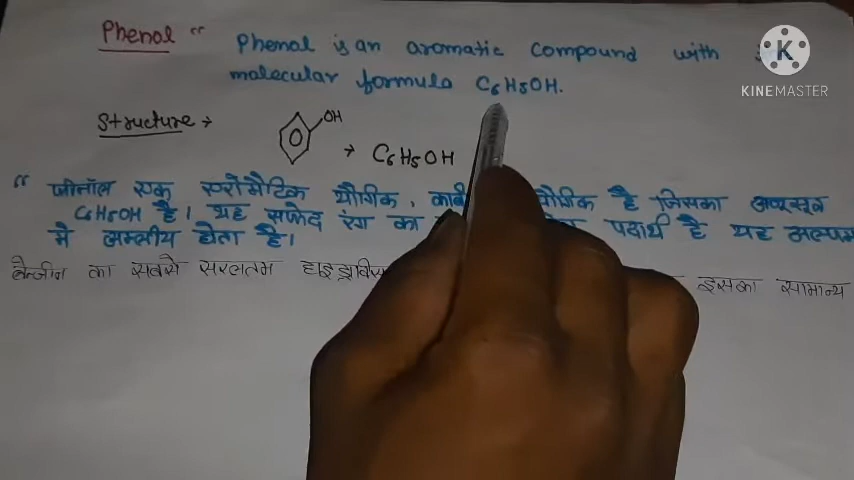 Phenol " Phenol is an aromatic compound with
molecular formula C6H5OH.
Structure → OH → C6H5OH
" फीनॉल एक एरोमैटिक यौगिक, यौगिक है जिसका अणुसूत्र
C6H5OH है। यह सफेद रंग का पदार्थ है यह अल्पमात्रा
मे अम्लीय होता है।
बेन्जीन का सबसे सरलतम इसका सामान्य
K
KINEMASTER